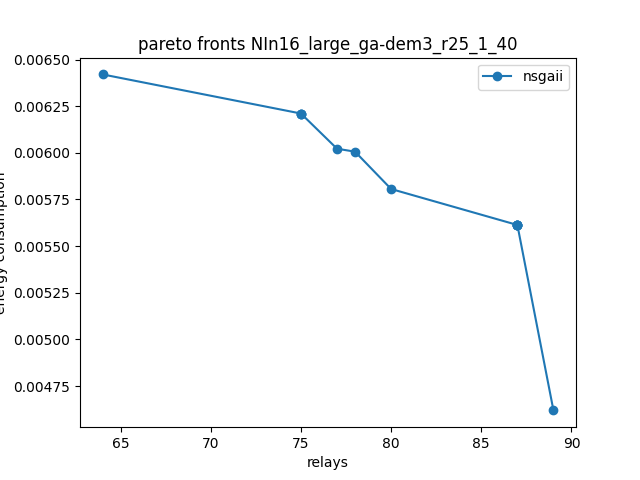 pareto fronts NIn16_large_ga-dem3_r25_1_40
nsgaii
0.00650
0.00625
0.00600
0.00575
0.00550
0.00525
0.00500
0.00475
energy consumption
65 70 75 80 85 90
relays